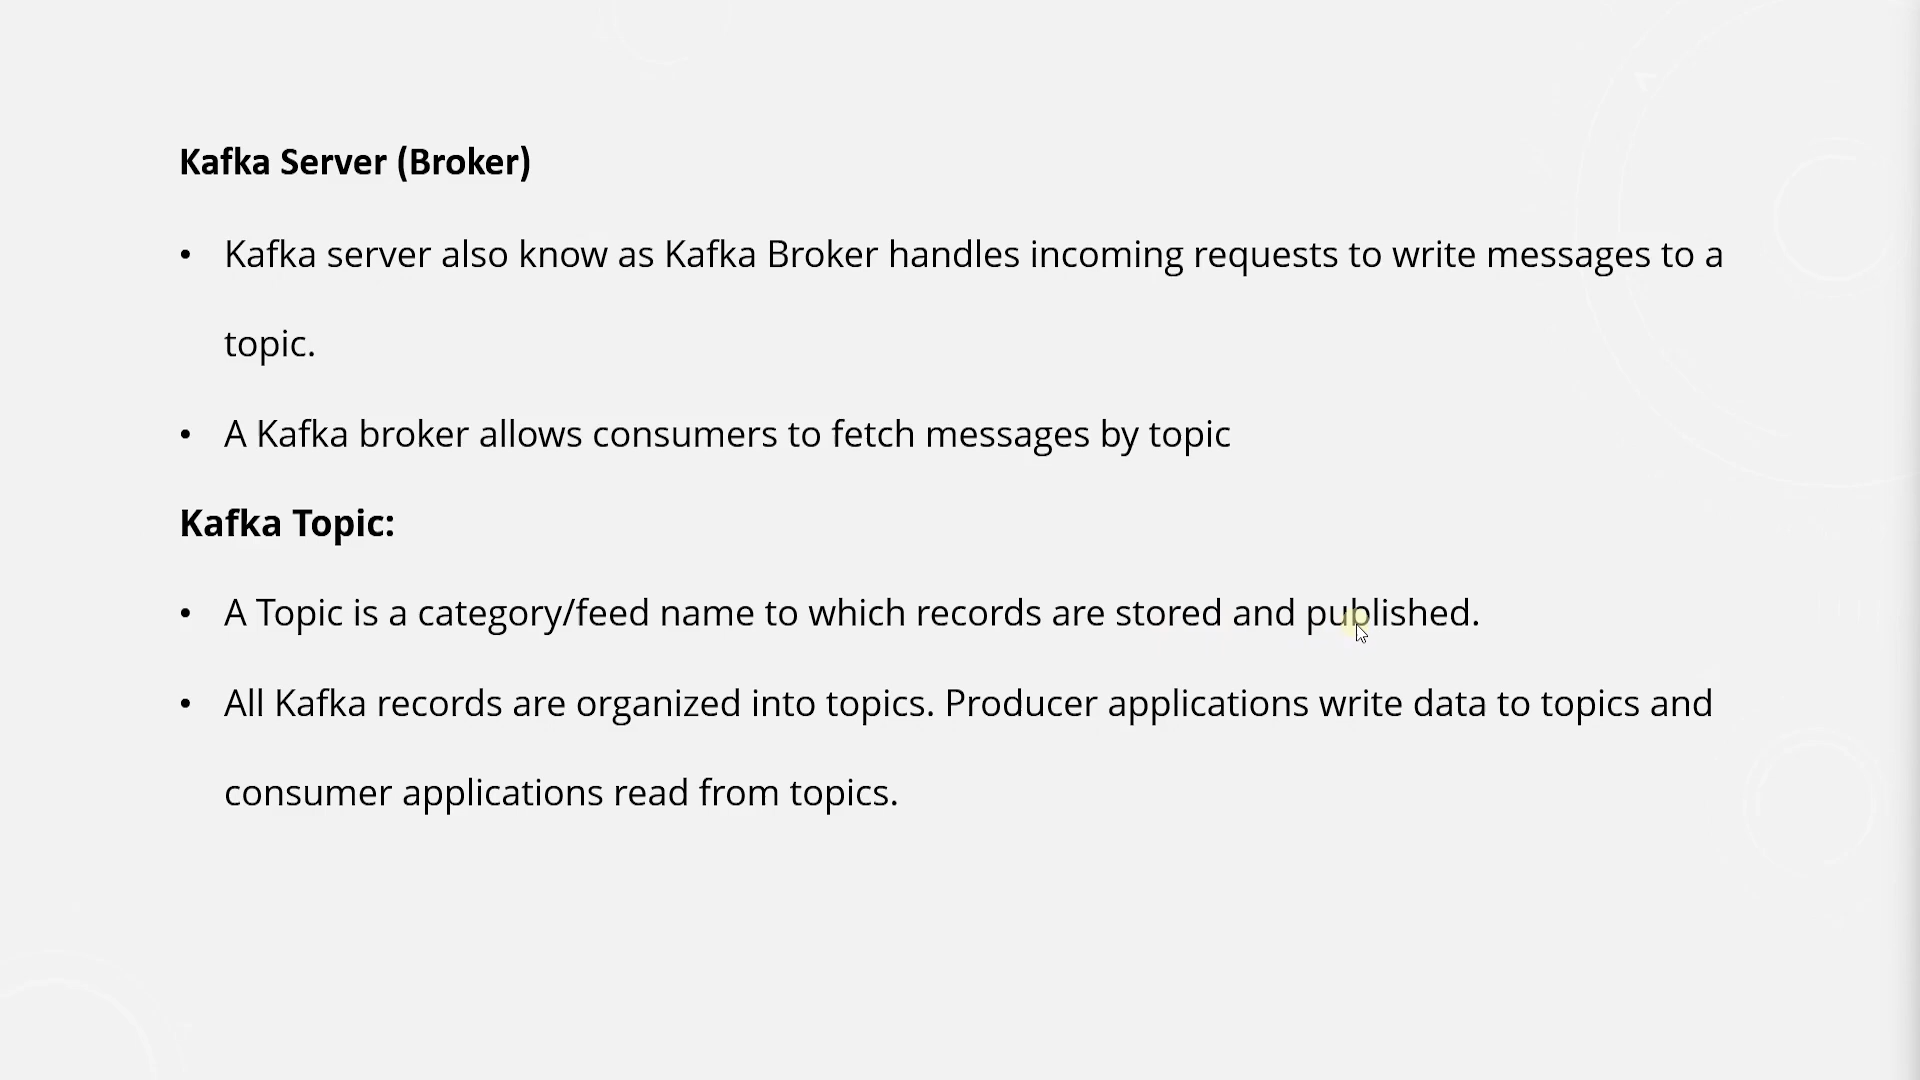 Kafka Server (Broker)
• Kafka server also know as Kafka Broker handles incoming requests to write messages to a
topic.
• A Kafka broker allows consumers to fetch messages by topic
Kafka Topic:
• A Topic is a category/feed name to which records are stored and published.
• All Kafka records are organized into topics. Producer applications write data to topics and
consumer applications read from topics.